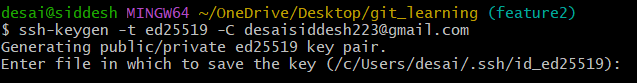 desai@siddesh MINGW64 ~/OneDrive/Desktop/git_learning (feature2)
$ ssh-keygen -t ed25519 -C desaisiddesh223@gmail.com
Generating public/private ed25519 key pair.
Enter file in which to save the key (/c/Users/desai/.ssh/id_ed25519):